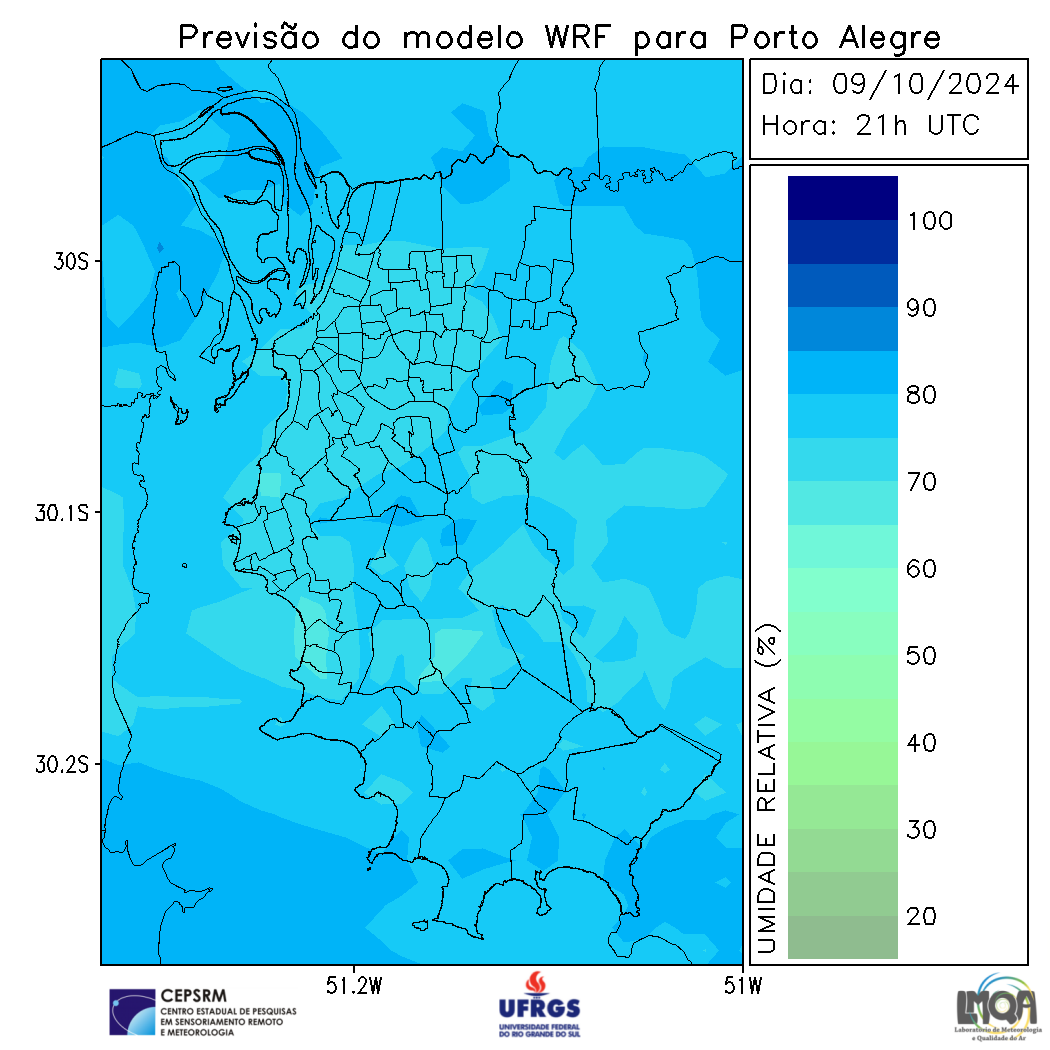 Previsão do modelo WRF para Porto Alegre
Dia: 09/10/2024
Hora: 21h UTC
100
90
80
70
60
50
40
30
20
UMIDADE RELATIVA (%)
30S
30.1S
30.2S
51.2W
51W
CEPSRM
CENTRO ESTADUAL DE PESQUISAS
EM SENSORIAMENTO REMOTO
E METEOROLOGIA
UFRGS
UNIVERSIDADE FEDERAL
DO RIO GRANDE DO SUL
LMQA
Laboratório de Meteorologia
e Qualidade do Ar